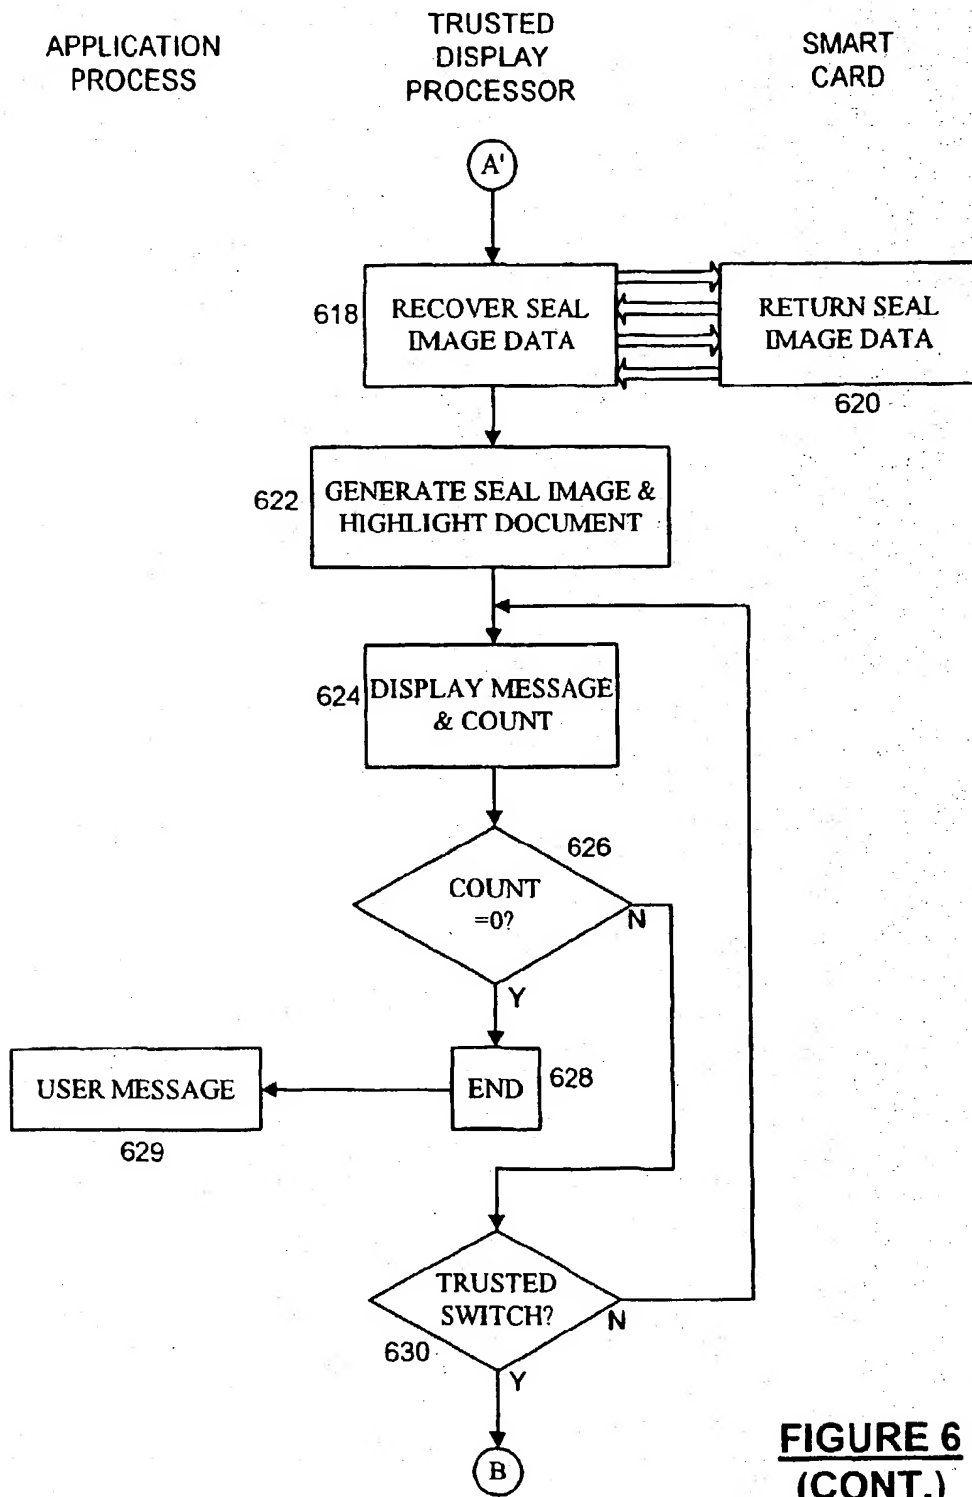 APPLICATION
PROCESS
TRUSTED
DISPLAY
PROCESSOR
SMART
CARD
A'
618
RECOVER SEAL
IMAGE DATA
RETURN SEAL
IMAGE DATA
620
622
GENERATE SEAL IMAGE &
HIGHLIGHT DOCUMENT
624
DISPLAY MESSAGE
& COUNT
626
COUNT
=0?
N
Y
USER MESSAGE
629
END
628
TRUSTED
SWITCH?
N
630
Y
B
FIGURE 6
(CONT.)